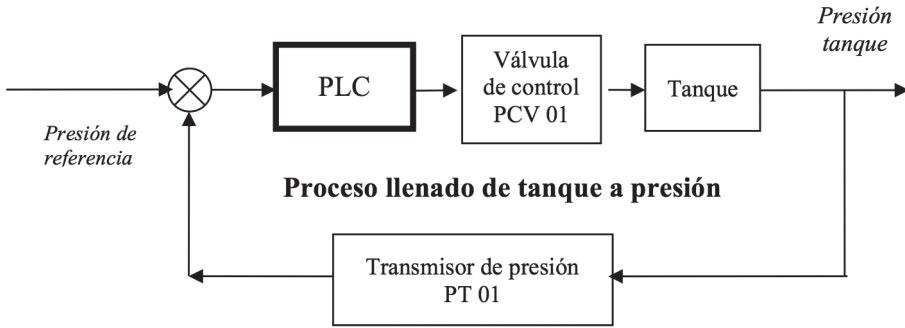 Presión
tanque
Válvula
de control
PCV 01
PLC
Tanque
Presión de
referencia
Proceso llenado de tanque a presión
Transmisor de presión
PT 01